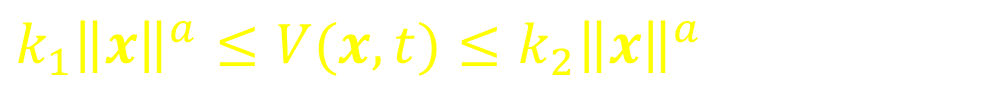 k₁‖x‖ᵃ ≤ V(x, t) ≤ k₂‖x‖ᵃ